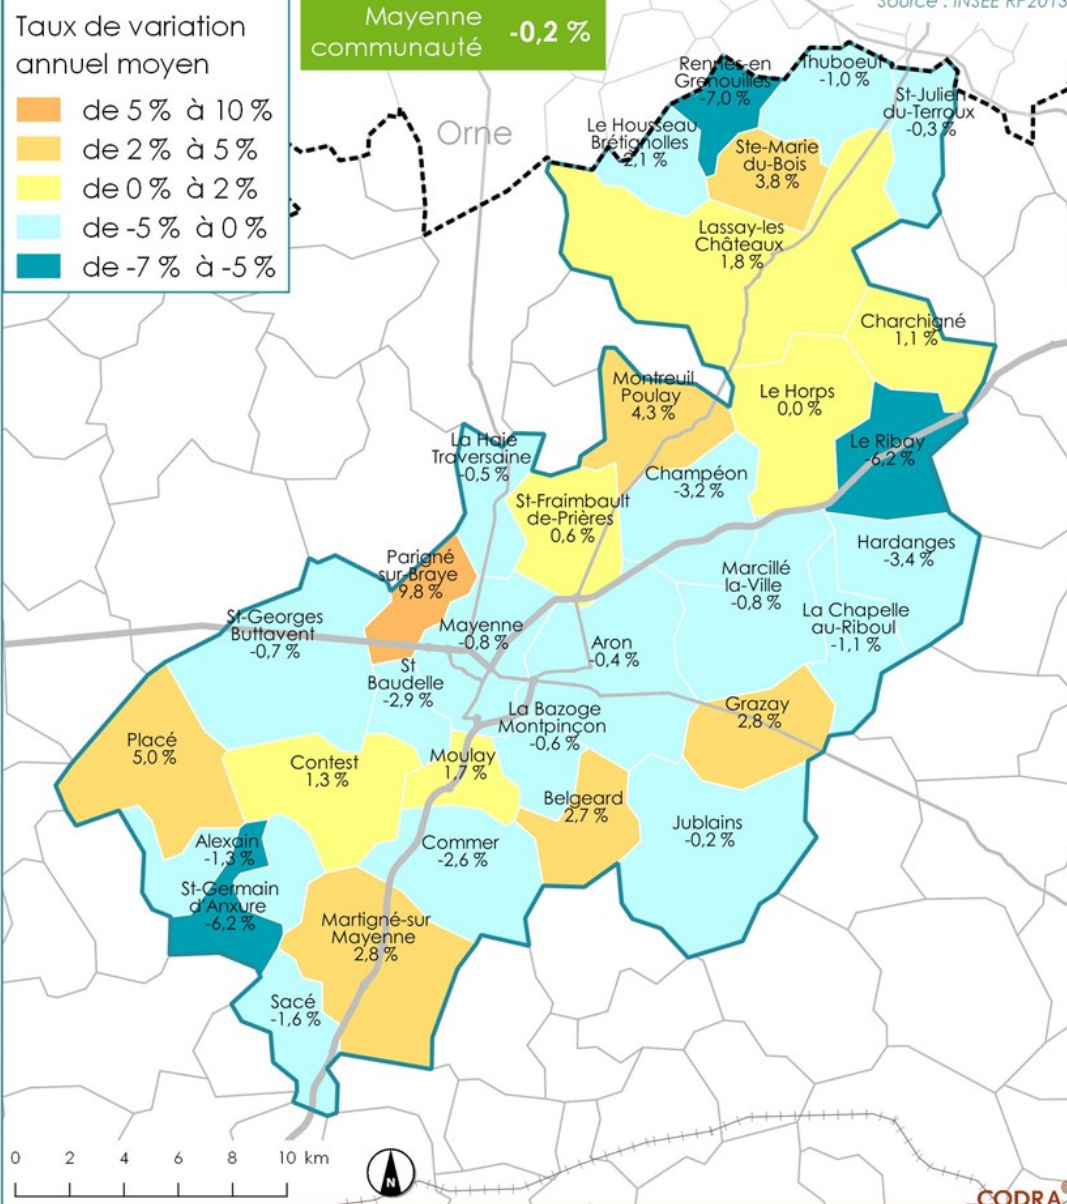 Source : INSEE RP2013
Taux de variation
annuel moyen
de 5 % à 10 %
de 2 % à 5 %
de 0 % à 2 %
de -5 % à 0 %
de -7 % à -5 %
Mayenne
communauté
-0,2 %
Orne
Rennes-en
Grenouilles
-7,0 %
Thuboeuf
-1,0 %
St-Julien
du-Terroux
-0,3 %
Le Housseau
Brétignolles
-2,1 %
Ste-Marie
du-Bois
3,8 %
Lassay-les
Châteaux
1,8 %
Charchigné
1,1 %
Montreuil
Poulay
4,3 %
Le Horps
0,0 %
Le Ribay
-6,2 %
La Haie
Traversaine
-0,5 %
Champéon
-3,2 %
St-Fraimbault
de-Prières
0,6 %
Hardanges
-3,4 %
Parigné
sur-Braye
9,8 %
Marcillé
la-Ville
-0,8 %
La Chapelle
au-Riboul
-1,1 %
St-Georges
Buttavent
-0,7 %
Mayenne
-0,8 %
Aron
-0,4 %
St
Baudelle
-2,9 %
La Bazoge
Montpinçon
-0,6 %
Grazay
2,8 %
Placé
5,0 %
Contest
1,3 %
Moulay
1,7 %
Belgeard
2,7 %
Jublains
-0,2 %
Alexain
-1,3 %
Commer
-2,6 %
St-Germain
d'Anxure
-6,2 %
Martigné-sur
Mayenne
2,8 %
Sacé
-1,6 %
0 2 4 6 8 10 km
N
CODRA